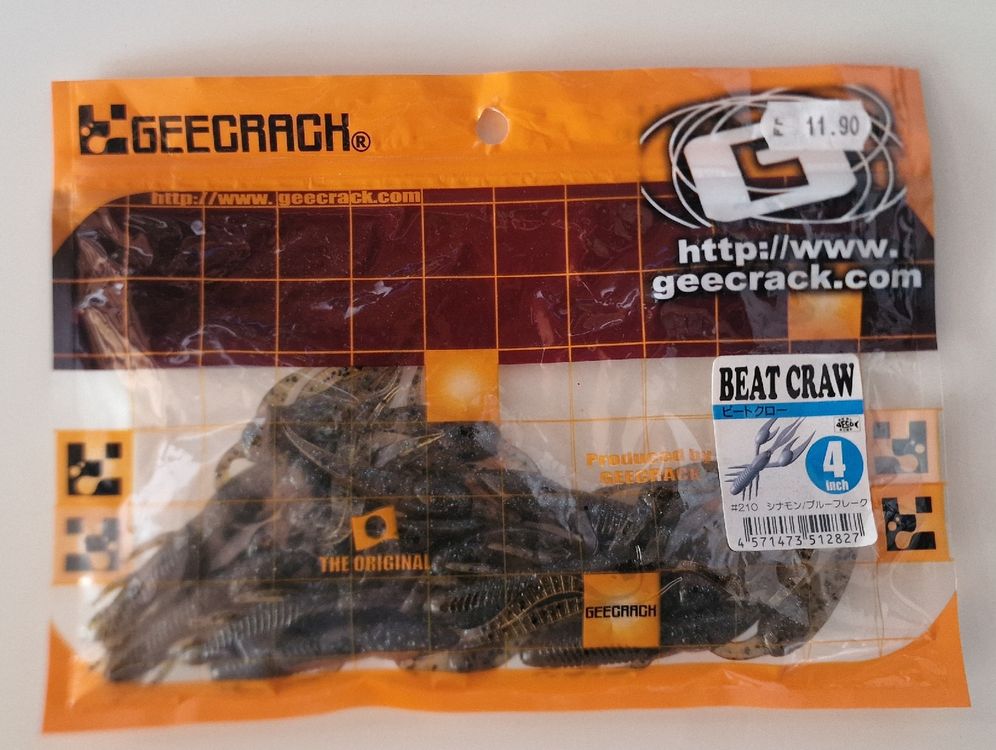 GEECRACK®
11.90
http://www. geecrack.com
http://www.
geecrack.com
BEAT CRAW
ビートクロー
4
inch
#210 シナモン/ブルーフレーク
4 571473 512827
Produced by
GEECRACK
THE ORIGINAL
GEECRACK